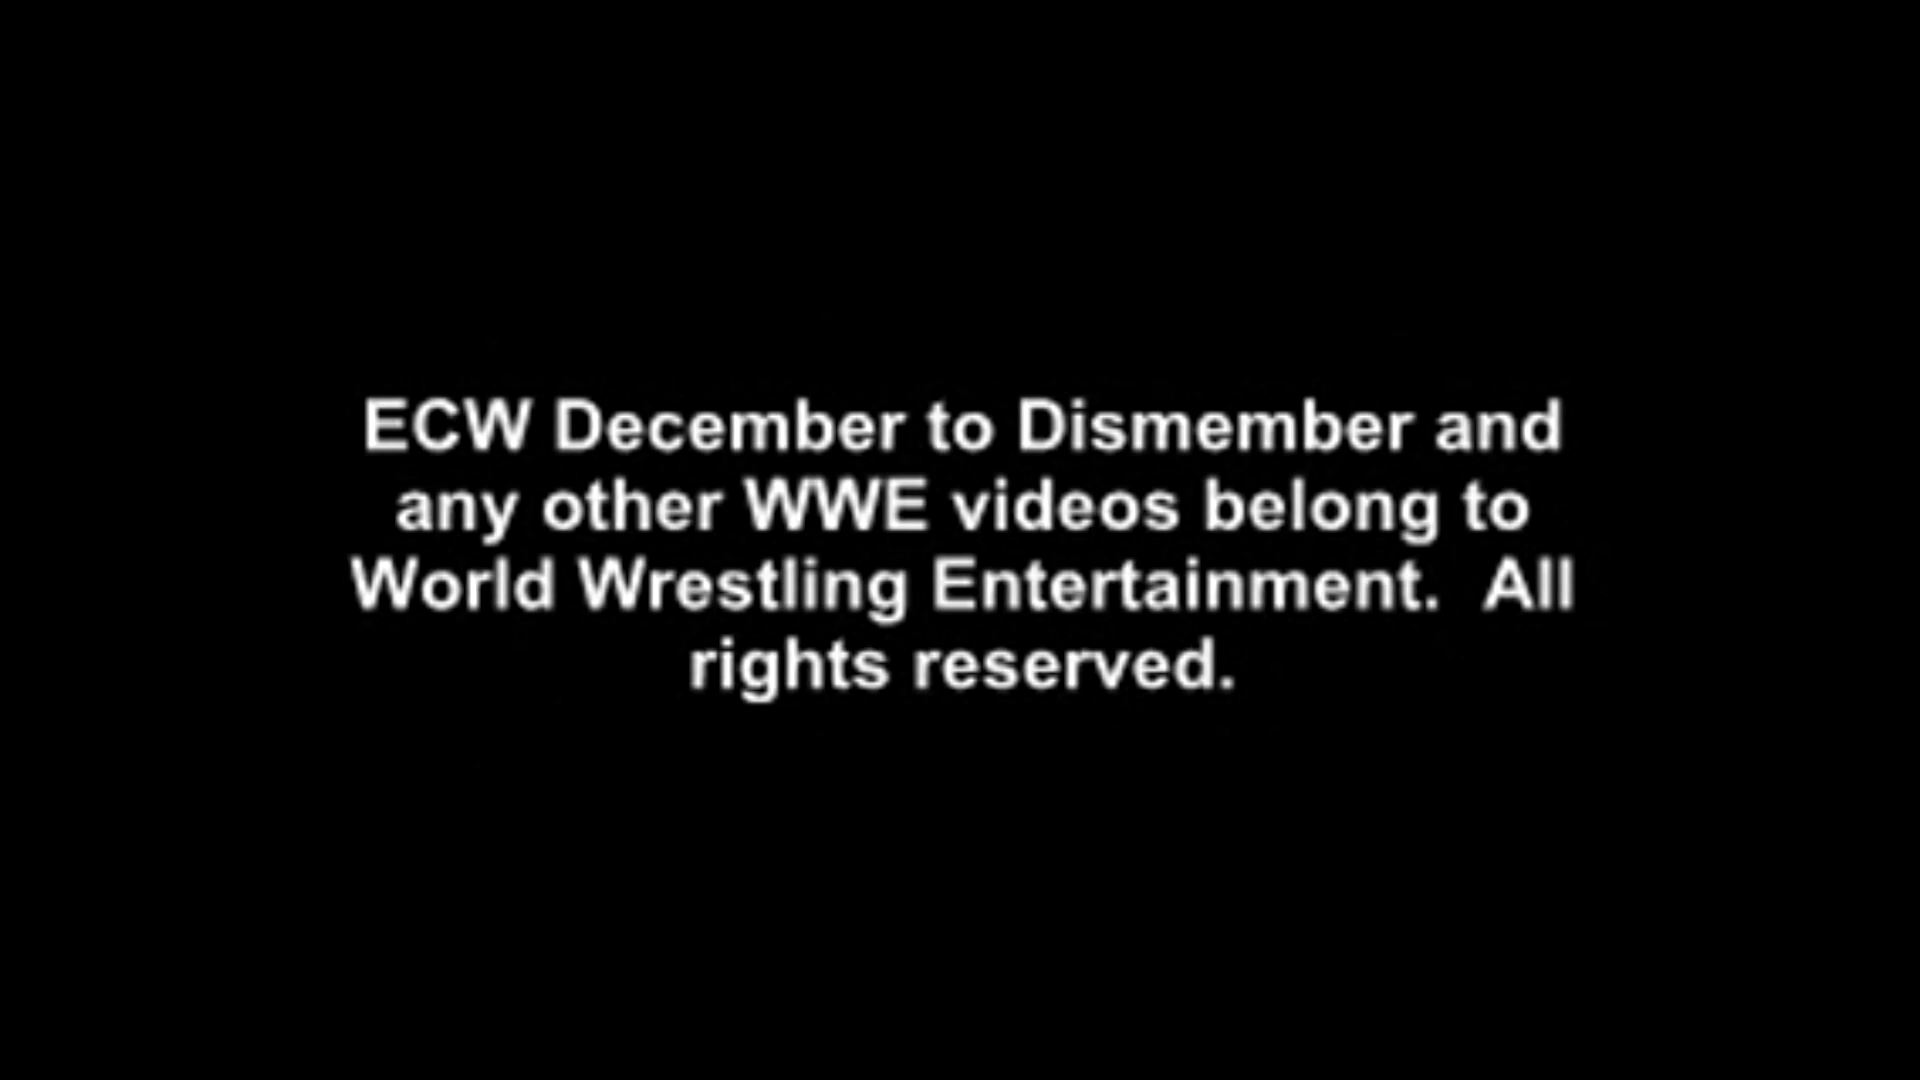 ECW December to Dismember and
any other WWE videos belong to
World Wrestling Entertainment.  All
rights reserved.